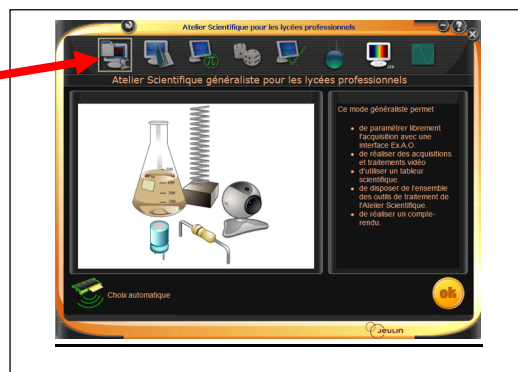 Atelier Scientifique pour les lycées professionnels
Atelier Scientifique généraliste pour les lycées professionnels
Ce mode généraliste permet
• de paramétrer librement
l'acquisition avec une
interface Ex.A.O.
• de réaliser des acquisitions
et traitements vidéo
• d'utiliser un tableur
scientifique.
• de disposer de l'ensemble
des outils de traitement de
l'Atelier Scientifique.
• de réaliser un compte-
rendu.
Choix automatique
ok
Jeulin